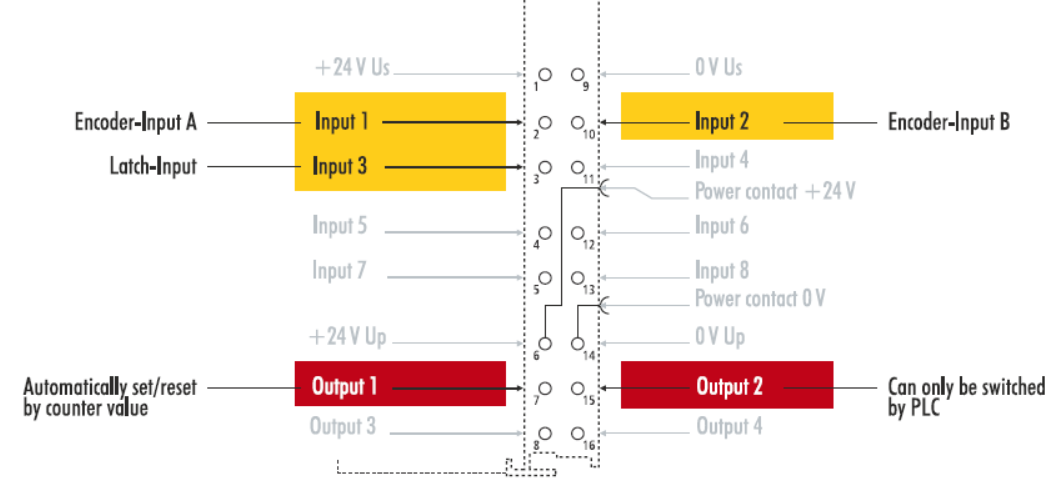 +24 V Us
0 V Us
1
9
Encoder-Input A
Input 1
Input 2
Encoder-Input B
2
10
Latch-Input
Input 3
Input 4
3
11
Power contact +24 V
Input 5
Input 6
4
12
Input 7
Input 8
5
13
Power contact 0 V
+24 V Up
0 V Up
6
14
Automatically set/reset
by counter value
Output 1
Output 2
Can only be switched
by PLC
7
15
Output 3
Output 4
8
16